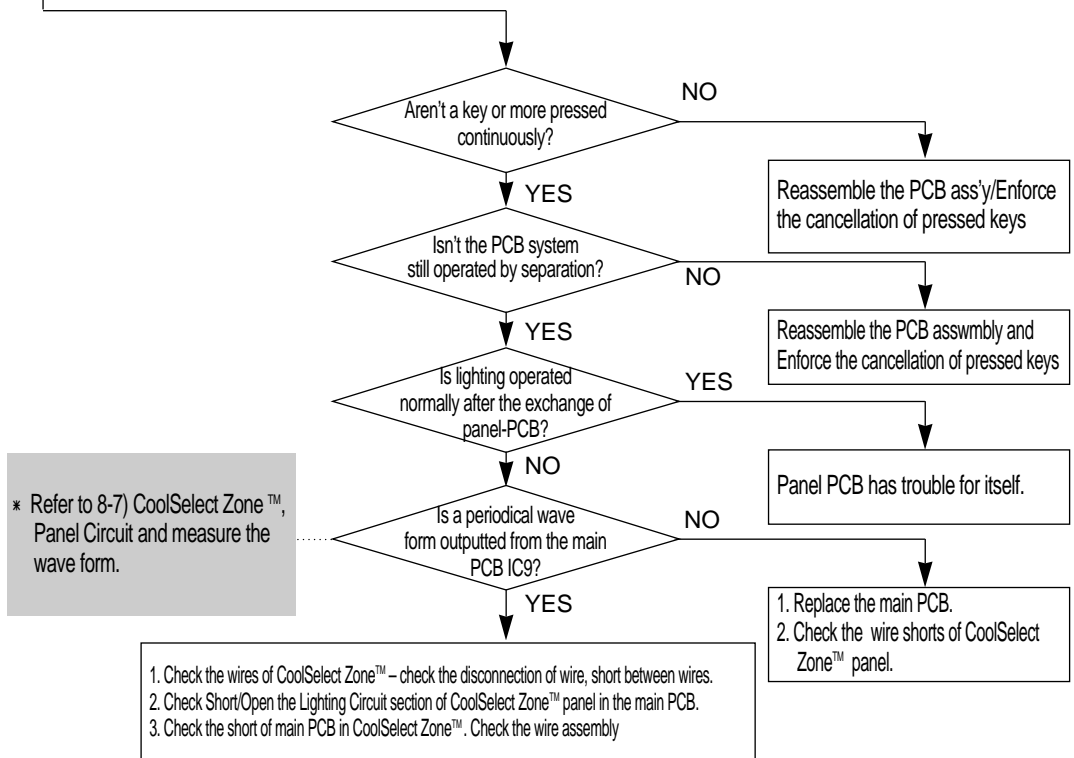 Aren't a key or more pressed
continuously?
NO
Reassemble the PCB ass'y/Enforce
the cancellation of pressed keys
YES
Isn't the PCB system
still operated by separation?
NO
Reassemble the PCB asswmbly and
Enforce the cancellation of pressed keys
YES
Is lighting operated
normally after the exchange of
panel-PCB?
YES
Panel PCB has trouble for itself.
NO
* Refer to 8-7) CoolSelect Zone ™,
Panel Circuit and measure the
wave form.
Is a periodical wave
form outputted from the main
PCB IC9?
NO
1. Replace the main PCB.
2. Check the wire shorts of CoolSelect
Zone™ panel.
YES
1. Check the wires of CoolSelect Zone™ – check the disconnection of wire, short between wires.
2. Check Short/Open the Lighting Circuit section of CoolSelect Zone™ panel in the main PCB.
3. Check the short of main PCB in CoolSelect Zone™. Check the wire assembly